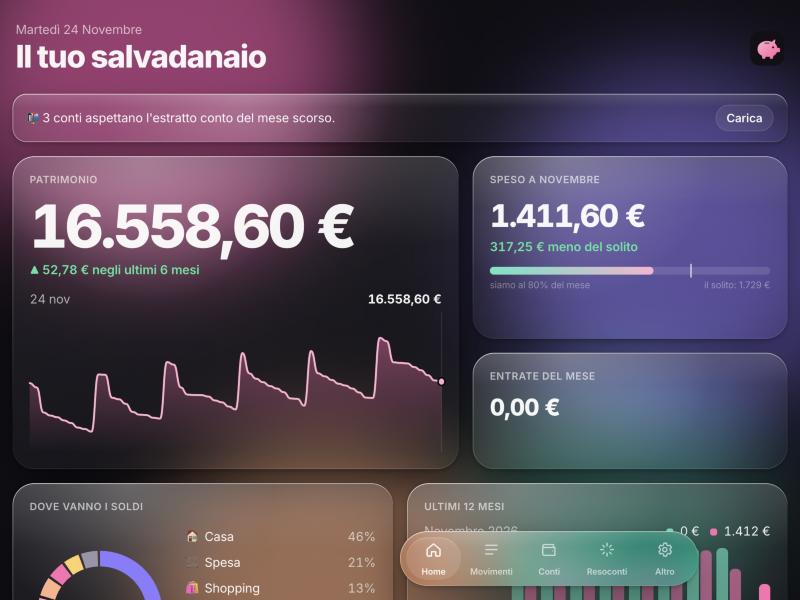 Martedì 24 Novembre
Il tuo salvadanaio
3 conti aspettano l'estratto conto del mese scorso.
Carica
PATRIMONIO
16.558,60 €
▲ 52,78 € negli ultimi 6 mesi
24 nov
16.558,60 €
SPESO A NOVEMBRE
1.411,60 €
317,25 € meno del solito
siamo al 80% del mese
il solito: 1.729 €
ENTRATE DEL MESE
0,00 €
DOVE VANNO I SOLDI
Casa 46%
Spesa 21%
Shopping 13%
ULTIMI 12 MESI
Novembre 2026
0 €
1.412 €
Home
Movimenti
Conti
Resoconti
Altro